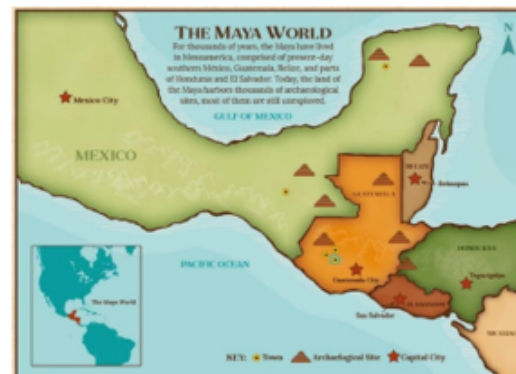 THE MAYA WORLD
For thousands of years, the Maya have lived
in Mesoamerica, comprised of present-day
southern México, Guatemala, Belize, and parts
of Honduras and El Salvador. Today, the land of
the Maya harbors thousands of archaeological
sites, most of them are still unexplored.
N
GULF OF MEXICO
Mexico City
MEXICO
BELIZE
Belmopan
GUATEMALA
HONDURAS
PACIFIC OCEAN
Guatemala City
Tegucigalpa
The Maya World
San Salvador
KEY: Town Archaeological Site Capital City